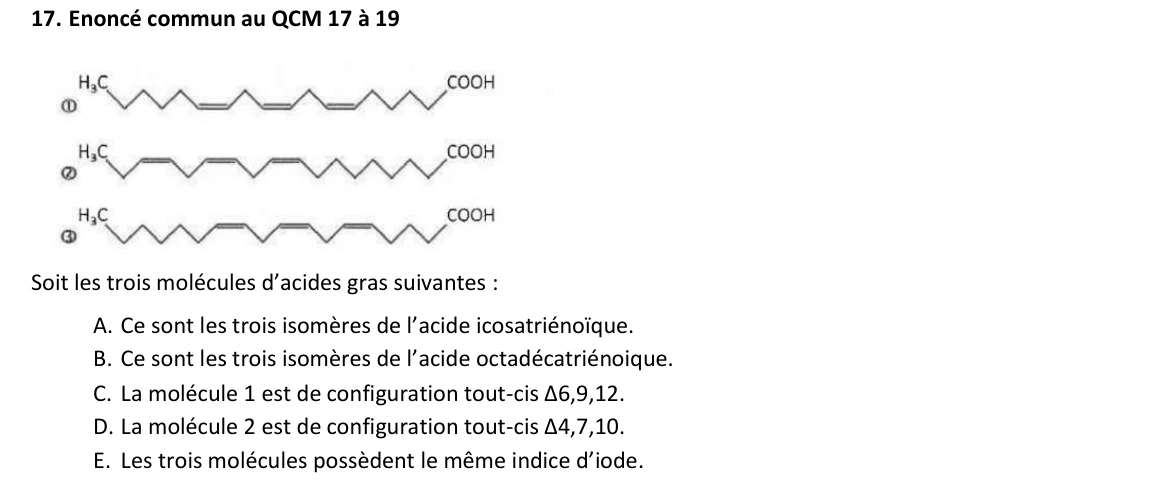 17. Enoncé commun au QCM 17 à 19
H₃C COOH
①
H₃C COOH
②
H₃C COOH
③
Soit les trois molécules d’acides gras suivantes :
A. Ce sont les trois isomères de l’acide icosatriénoïque.
B. Ce sont les trois isomères de l’acide octadécatriénoique.
C. La molécule 1 est de configuration tout-cis Δ6,9,12.
D. La molécule 2 est de configuration tout-cis Δ4,7,10.
E. Les trois molécules possèdent le même indice d’iode.